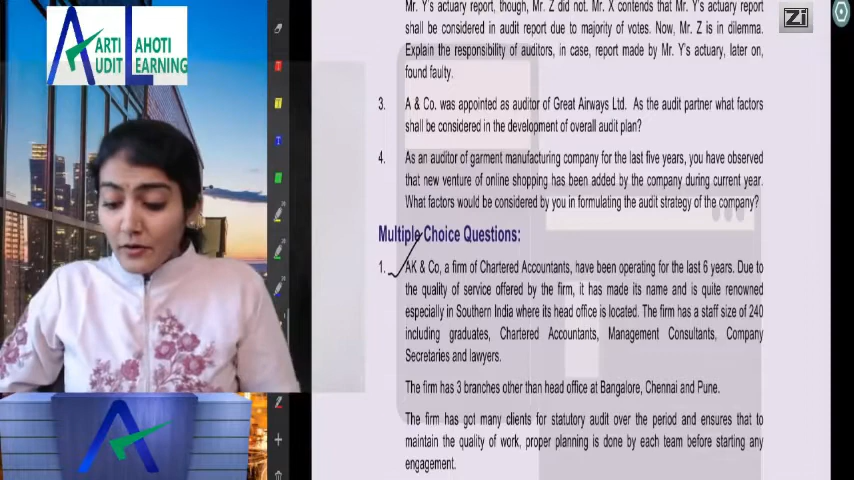 ARTI LAHOTI
AUDIT LEARNING
Zi
Mr. Y's actuary report, though, Mr. Z did not. Mr. X contends that Mr. Y's actuary report
shall be considered in audit report due to majority of votes. Now, Mr. Z is in dilemma.
Explain the responsibility of auditors, in case, report made by Mr. Y's actuary, later on,
found faulty.
3. A & Co. was appointed as auditor of Great Airways Ltd. As the audit partner what factors
shall be considered in the development of overall audit plan?
4. As an auditor of garment manufacturing company for the last five years, you have observed
that new venture of online shopping has been added by the company during current year.
What factors would be considered by you in formulating the audit strategy of the company?
Multiple Choice Questions:
1. AK & Co, a firm of Chartered Accountants, have been operating for the last 6 years. Due to
the quality of service offered by the firm, it has made its name and is quite renowned
especially in Southern India where its head office is located. The firm has a staff size of 240
including graduates, Chartered Accountants, Management Consultants, Company
Secretaries and lawyers.
The firm has 3 branches other than head office at Bangalore, Chennai and Pune.
The firm has got many clients for statutory audit over the period and ensures that to
maintain the quality of work, proper planning is done by each team before starting any
engagement.